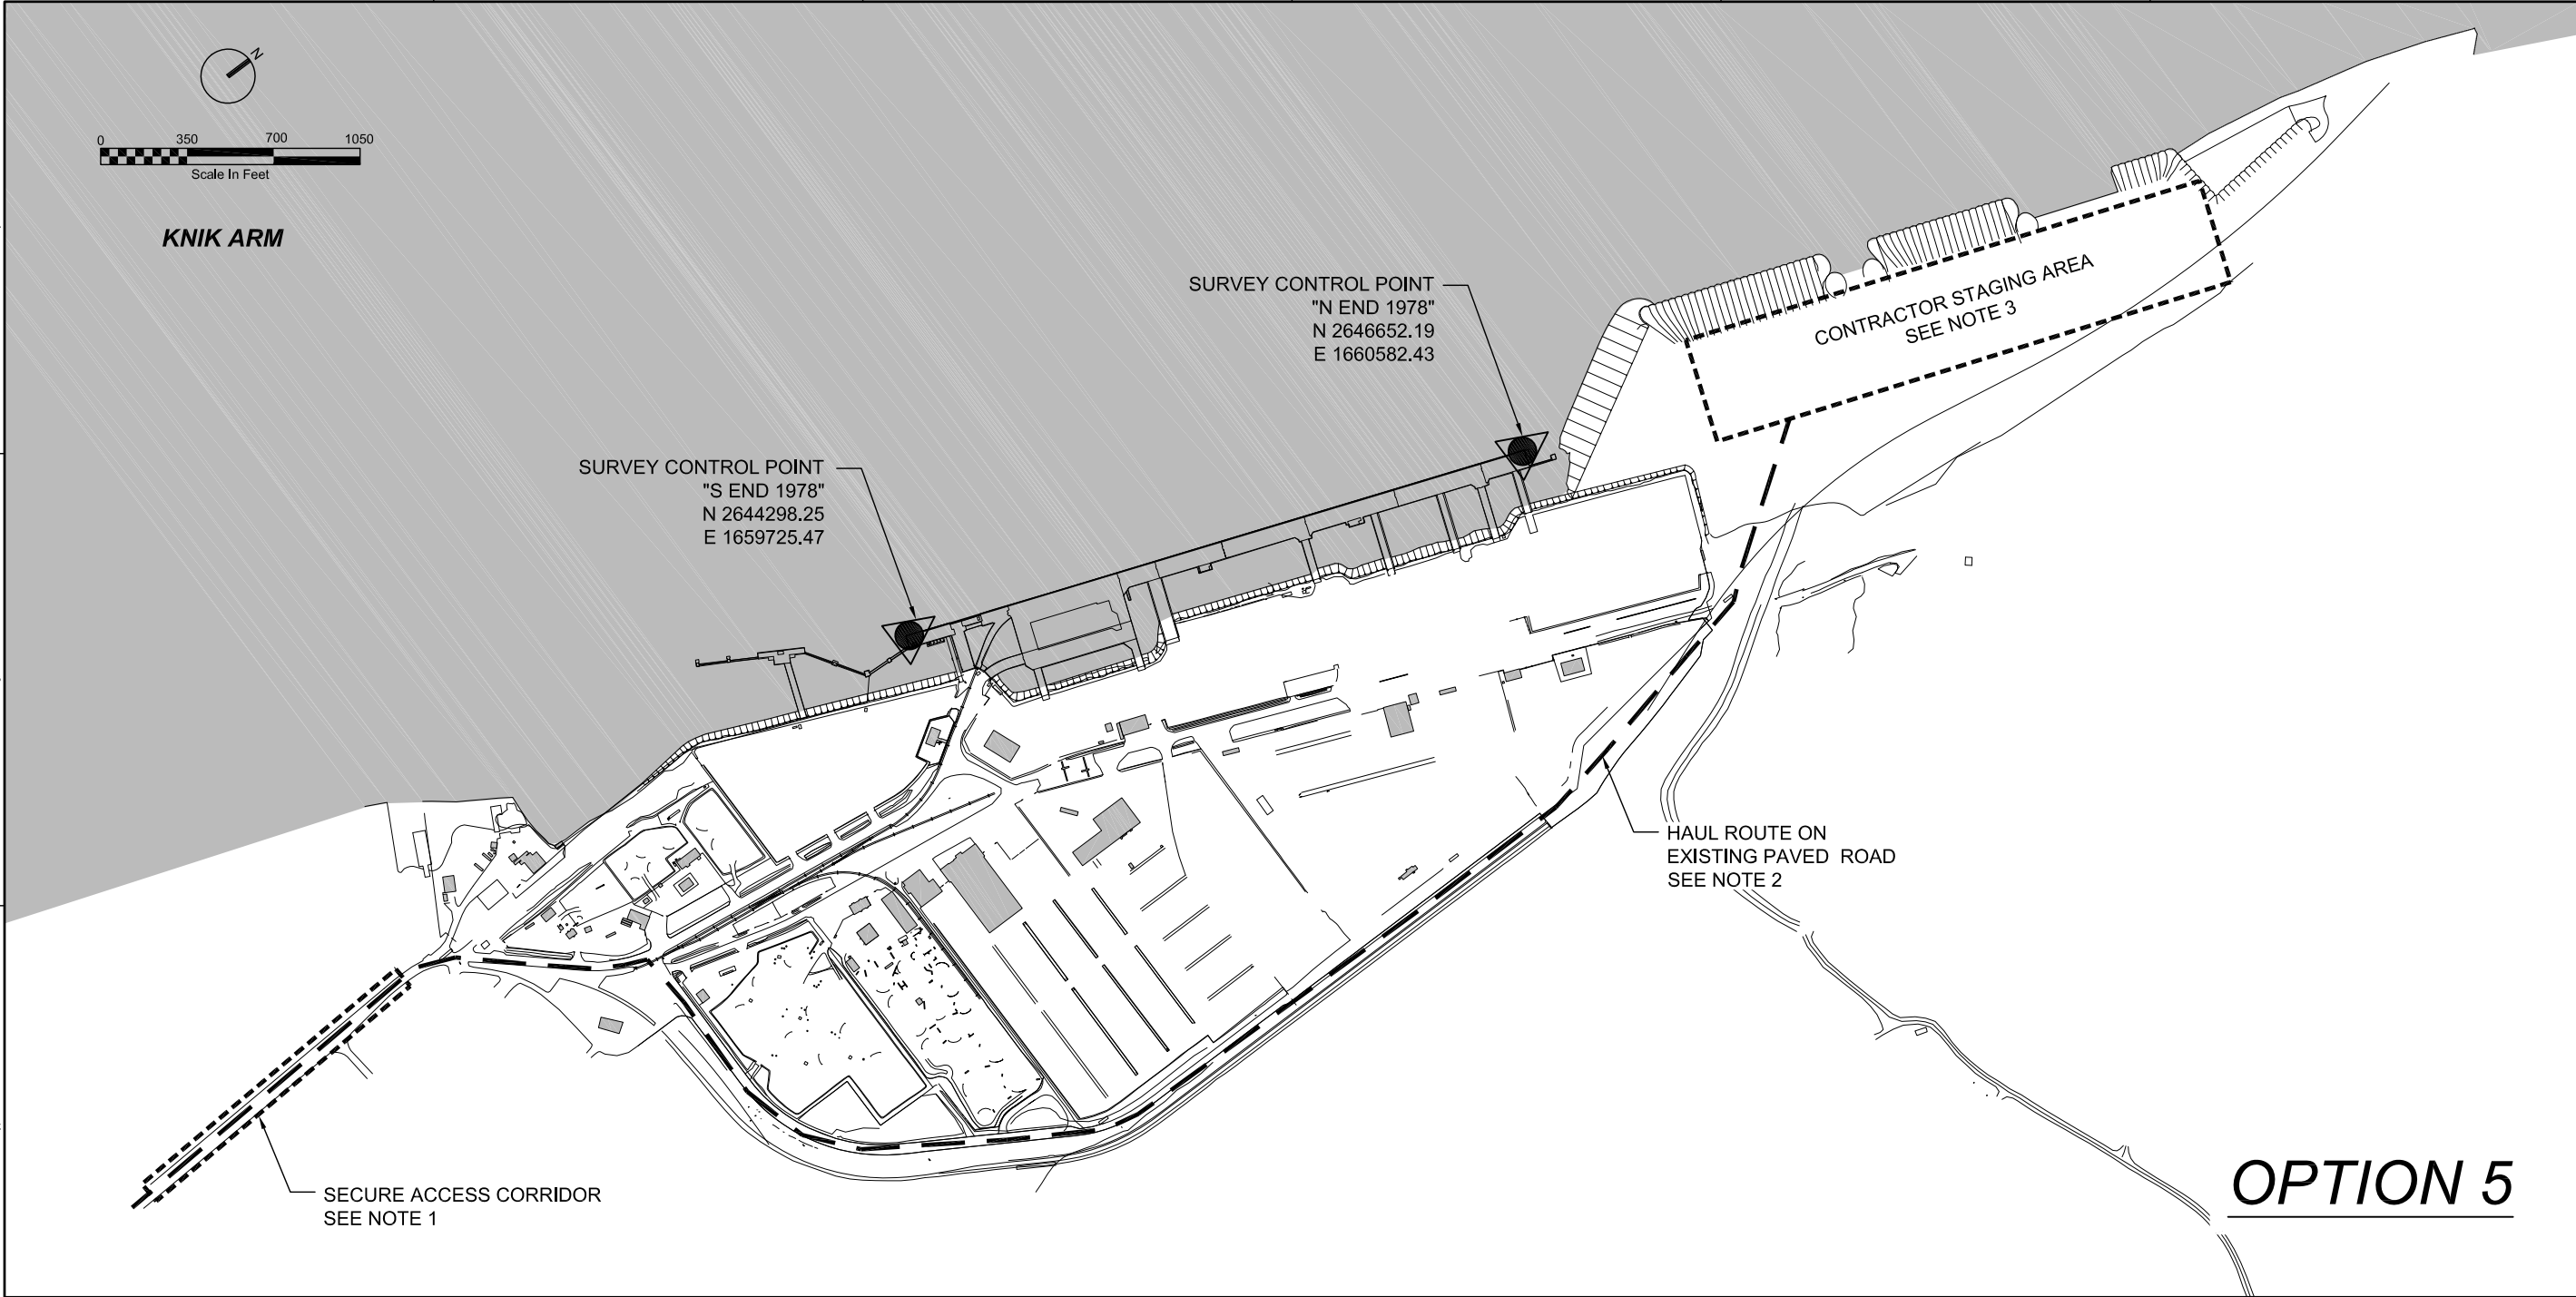 N
0 350 700 1050
Scale In Feet
KNIK ARM
SURVEY CONTROL POINT
"N END 1978"
N 2646652.19
E 1660582.43
CONTRACTOR STAGING AREA
SEE NOTE 3
SURVEY CONTROL POINT
"S END 1978"
N 2644298.25
E 1659725.47
HAUL ROUTE ON
EXISTING PAVED ROAD
SEE NOTE 2
SECURE ACCESS CORRIDOR
SEE NOTE 1
OPTION 5